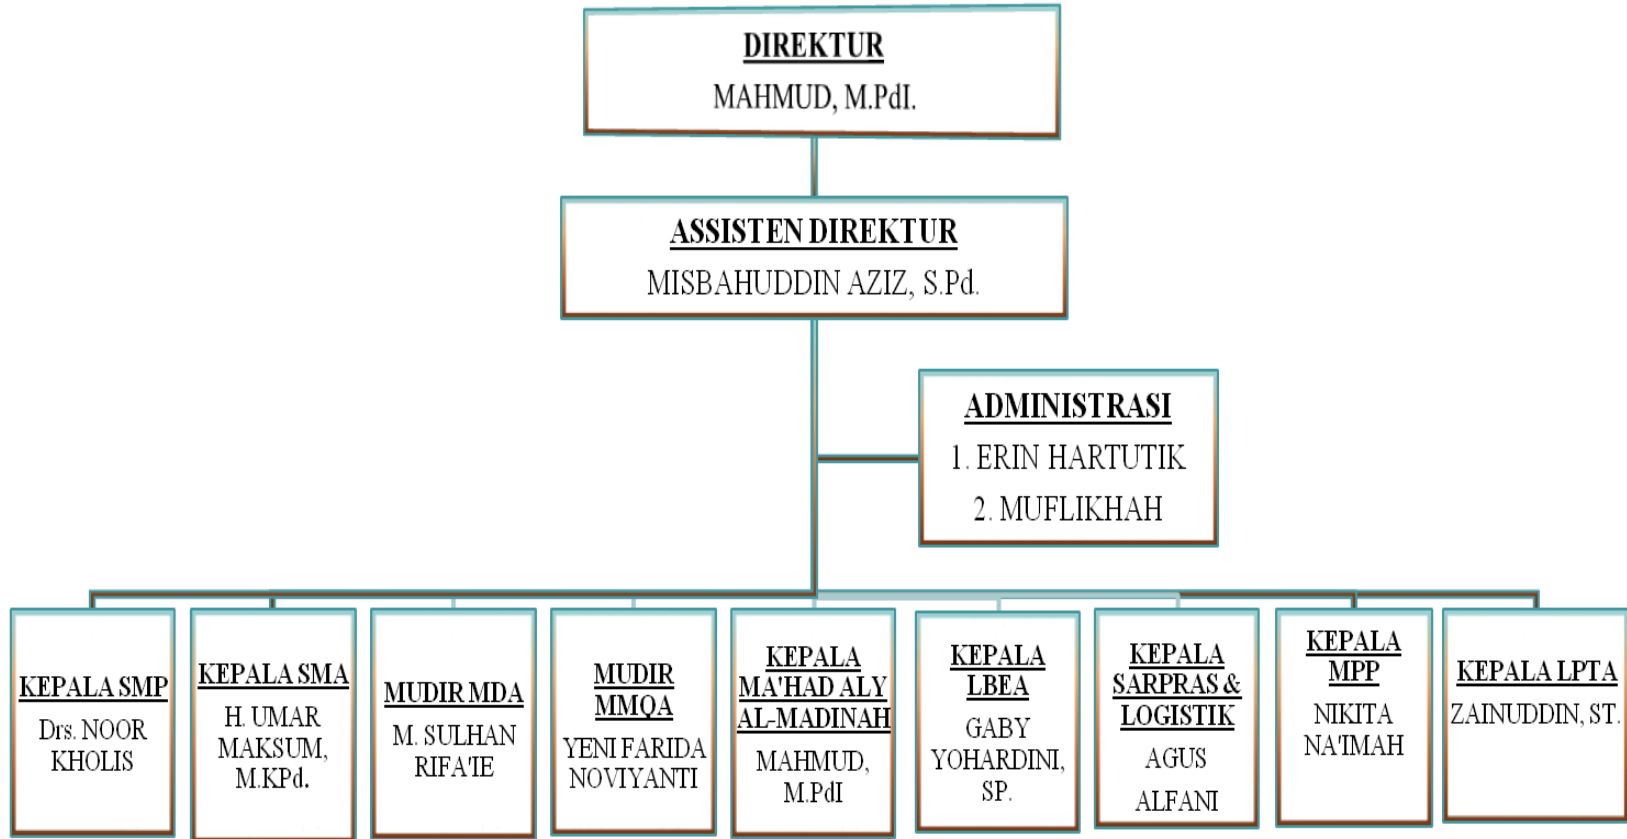 DIREKTUR
MAHMUD, M.PdI.
ASSISTEN DIREKTUR
MISBAHUDDIN AZIZ, S.Pd.
ADMINISTRASI
1. ERIN HARTUTIK
2. MUFLIKHAH
KEPALA SMP
Drs. NOOR
KHOLIS
KEPALA SMA
H. UMAR
MAKSUM,
M.KPd.
MUDIR MDA
M. SULHAN
RIFA'IE
MUDIR
MMQA
YENI FARIDA
NOVIYANTI
KEPALA
MA'HAD ALY
AL-MADINAH
MAHMUD,
M.PdI
KEPALA
LBEA
GABY
YOHARDINI,
SP.
KEPALA
SARPRAS &
LOGISTIK
AGUS
ALFANI
KEPALA
MPP
NIKITA
NA'IMAH
KEPALA LPTA
ZAINUDDIN, ST.